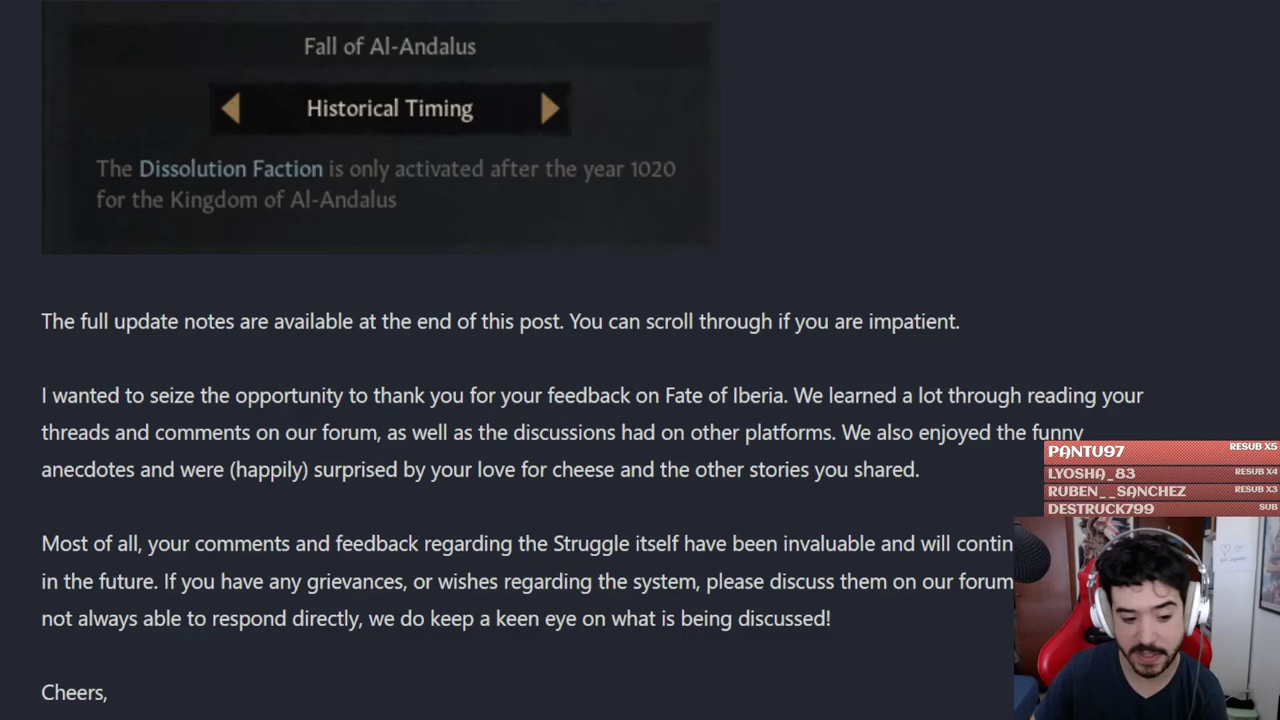 Fall of Al-Andalus
Historical Timing
The Dissolution Faction is only activated after the year 1020
for the Kingdom of Al-Andalus
The full update notes are available at the end of this post. You can scroll through if you are impatient.
I wanted to seize the opportunity to thank you for your feedback on Fate of Iberia. We learned a lot through reading your
threads and comments on our forum, as well as the discussions had on other platforms. We also enjoyed the funny
anecdotes and were (happily) surprised by your love for cheese and the other stories you shared.
PANTU97 RESUB X5
LYOSHA_83 RESUB X4
RUBEN__SANCHEZ RESUB X3
DESTRUCK799 SUB
Most of all, your comments and feedback regarding the Struggle itself have been invaluable and will contin
in the future. If you have any grievances, or wishes regarding the system, please discuss them on our forum
not always able to respond directly, we do keep a keen eye on what is being discussed!
Cheers,